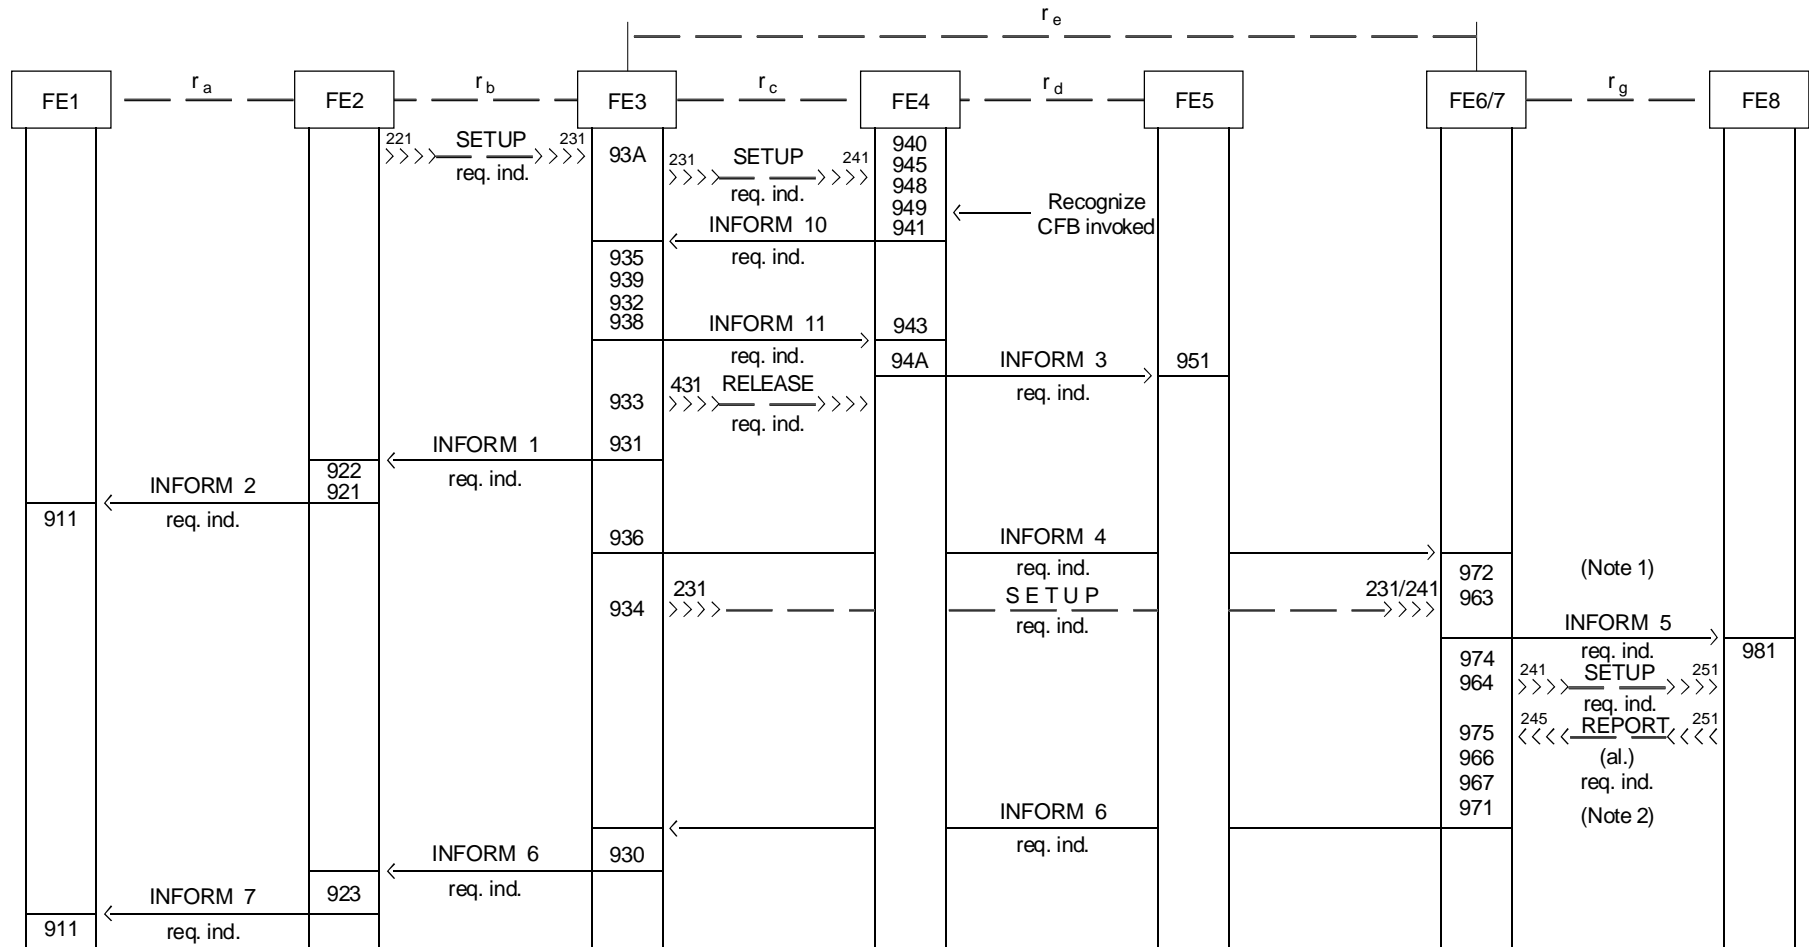 r e
FE1 r a FE2 r b FE3 r c FE4 r d FE5 FE6/7 r g FE8
221 SETUP 231
req. ind.
93A
231 SETUP 241
req. ind.
940
945
948
949
941
Recognize
CFB invoked
INFORM 10
req. ind.
935
939
932
938
INFORM 11
req. ind.
943
94A
INFORM 3
req. ind.
951
933
431 RELEASE
req. ind.
931
INFORM 1
req. ind.
922
921
INFORM 2
req. ind.
911
936
INFORM 4
req. ind.
972
963
(Note 1)
934
231 SETUP 231/241
req. ind.
INFORM 5
req. ind.
981
974
964
241 SETUP 251
req. ind.
245 REPORT 251
(al.)
req. ind.
975
966
967
971
(Note 2)
INFORM 6
req. ind.
930
INFORM 6
req. ind.
923
INFORM 7
req. ind.
911